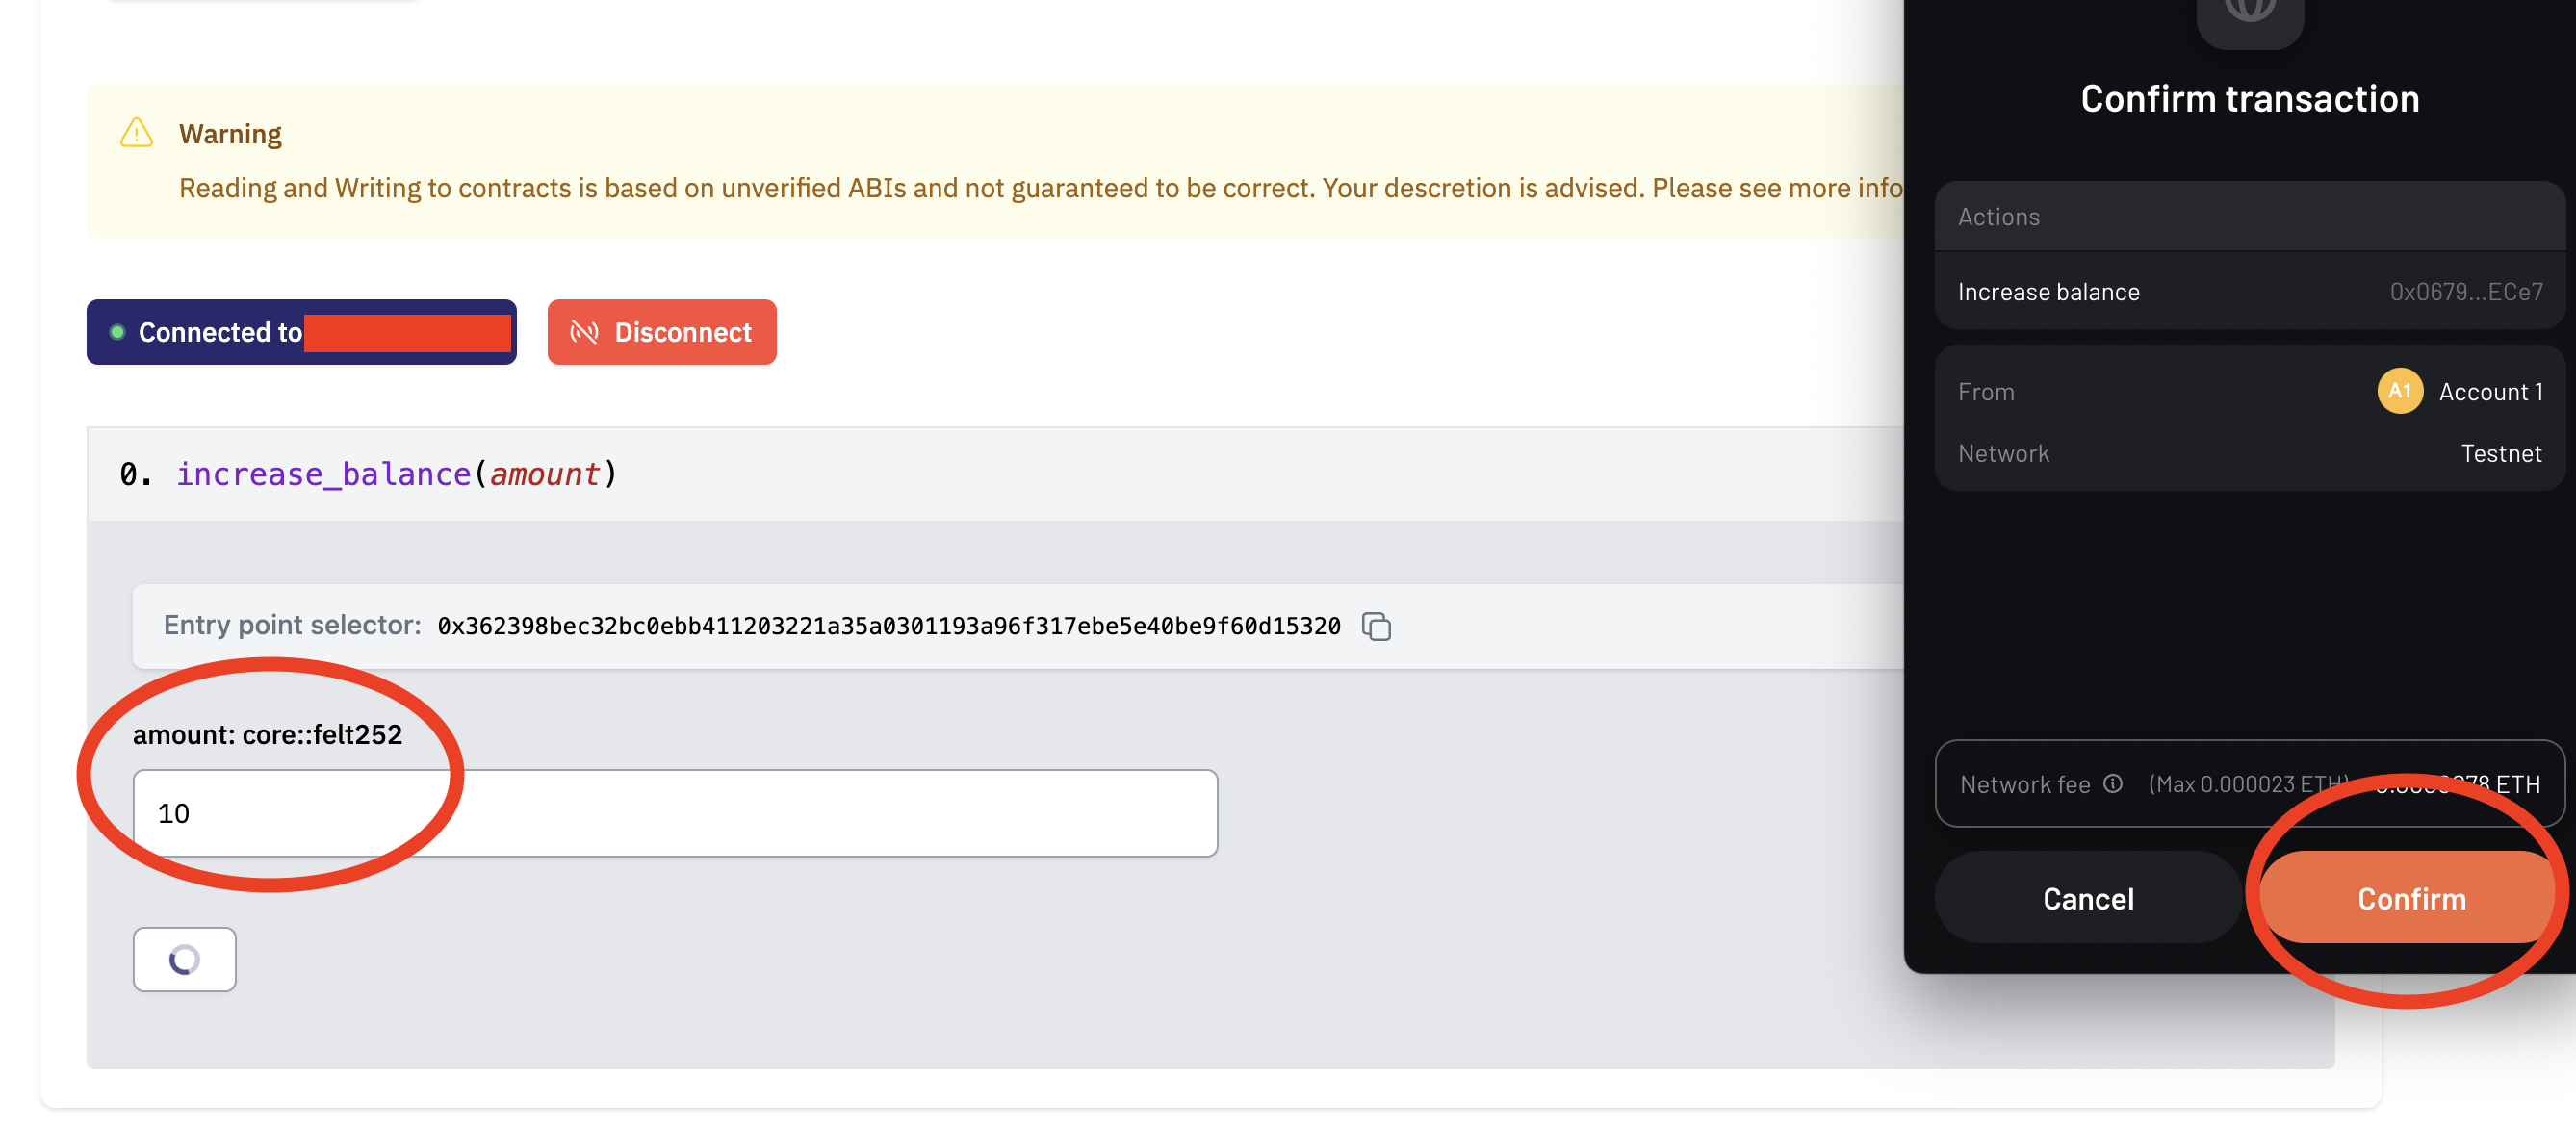 Warning
Reading and Writing to contracts is based on unverified ABIs and not guaranteed to be correct. Your descretion is advised. Please see more info
Connected to
Disconnect
0. increase_balance(amount)
Entry point selector: 0x362398bec32bc0ebb411203221a35a0301193a96f317ebe5e40be9f60d15320
amount: core::felt252
10
Confirm transaction
Actions
Increase balance 0x0679...ECe7
From A1 Account 1
Network Testnet
Network fee (Max 0.000023 ETH) ETH
Cancel Confirm